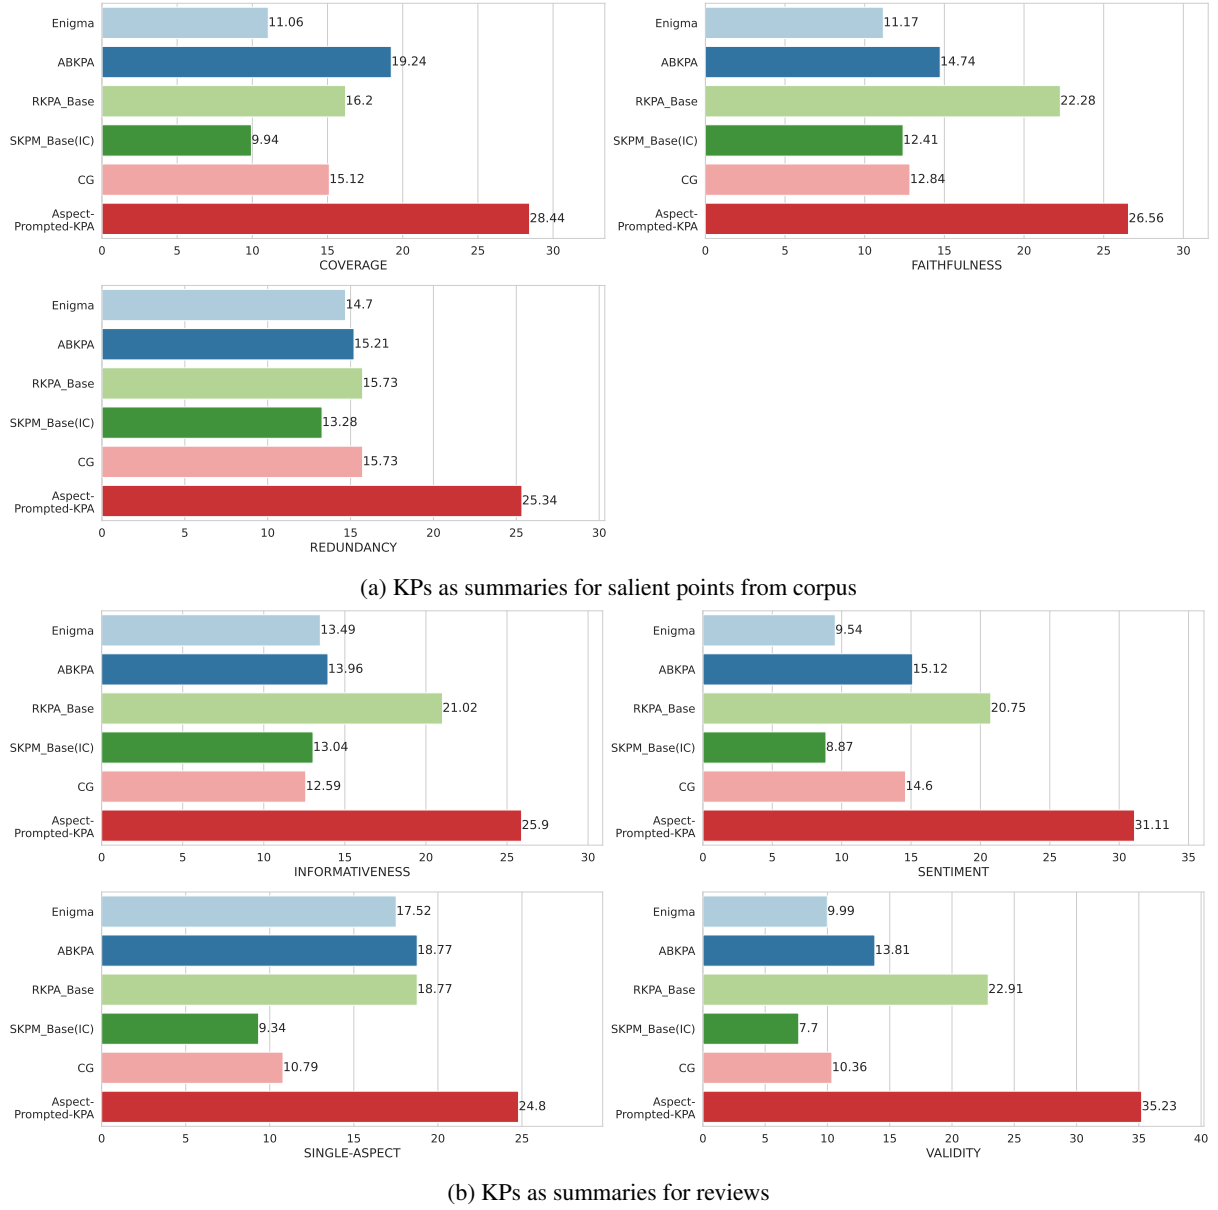 Enigma
11.06
ABKPA
19.24
RKPA_Base
16.2
SKPM_Base(IC)
9.94
CG
15.12
Aspect-
Prompted-KPA
28.44
0 5 10 15 20 25 30
COVERAGE
Enigma
11.17
ABKPA
14.74
RKPA_Base
22.28
SKPM_Base(IC)
12.41
CG
12.84
Aspect-
Prompted-KPA
26.56
0 5 10 15 20 25 30
FAITHFULNESS
Enigma
14.7
ABKPA
15.21
RKPA_Base
15.73
SKPM_Base(IC)
13.28
CG
15.73
Aspect-
Prompted-KPA
25.34
0 5 10 15 20 25 30
REDUNDANCY
(a) KPs as summaries for salient points from corpus
Enigma
13.49
ABKPA
13.96
RKPA_Base
21.02
SKPM_Base(IC)
13.04
CG
12.59
Aspect-
Prompted-KPA
25.9
0 5 10 15 20 25 30
INFORMATIVENESS
Enigma
9.54
ABKPA
15.12
RKPA_Base
20.75
SKPM_Base(IC)
8.87
CG
14.6
Aspect-
Prompted-KPA
31.11
0 5 10 15 20 25 30 35
SENTIMENT
Enigma
17.52
ABKPA
18.77
RKPA_Base
18.77
SKPM_Base(IC)
9.34
CG
10.79
Aspect-
Prompted-KPA
24.8
0 5 10 15 20 25
SINGLE-ASPECT
Enigma
9.99
ABKPA
13.81
RKPA_Base
22.91
SKPM_Base(IC)
7.7
CG
10.36
Aspect-
Prompted-KPA
35.23
0 5 10 15 20 25 30 35 40
VALIDITY
(b) KPs as summaries for reviews